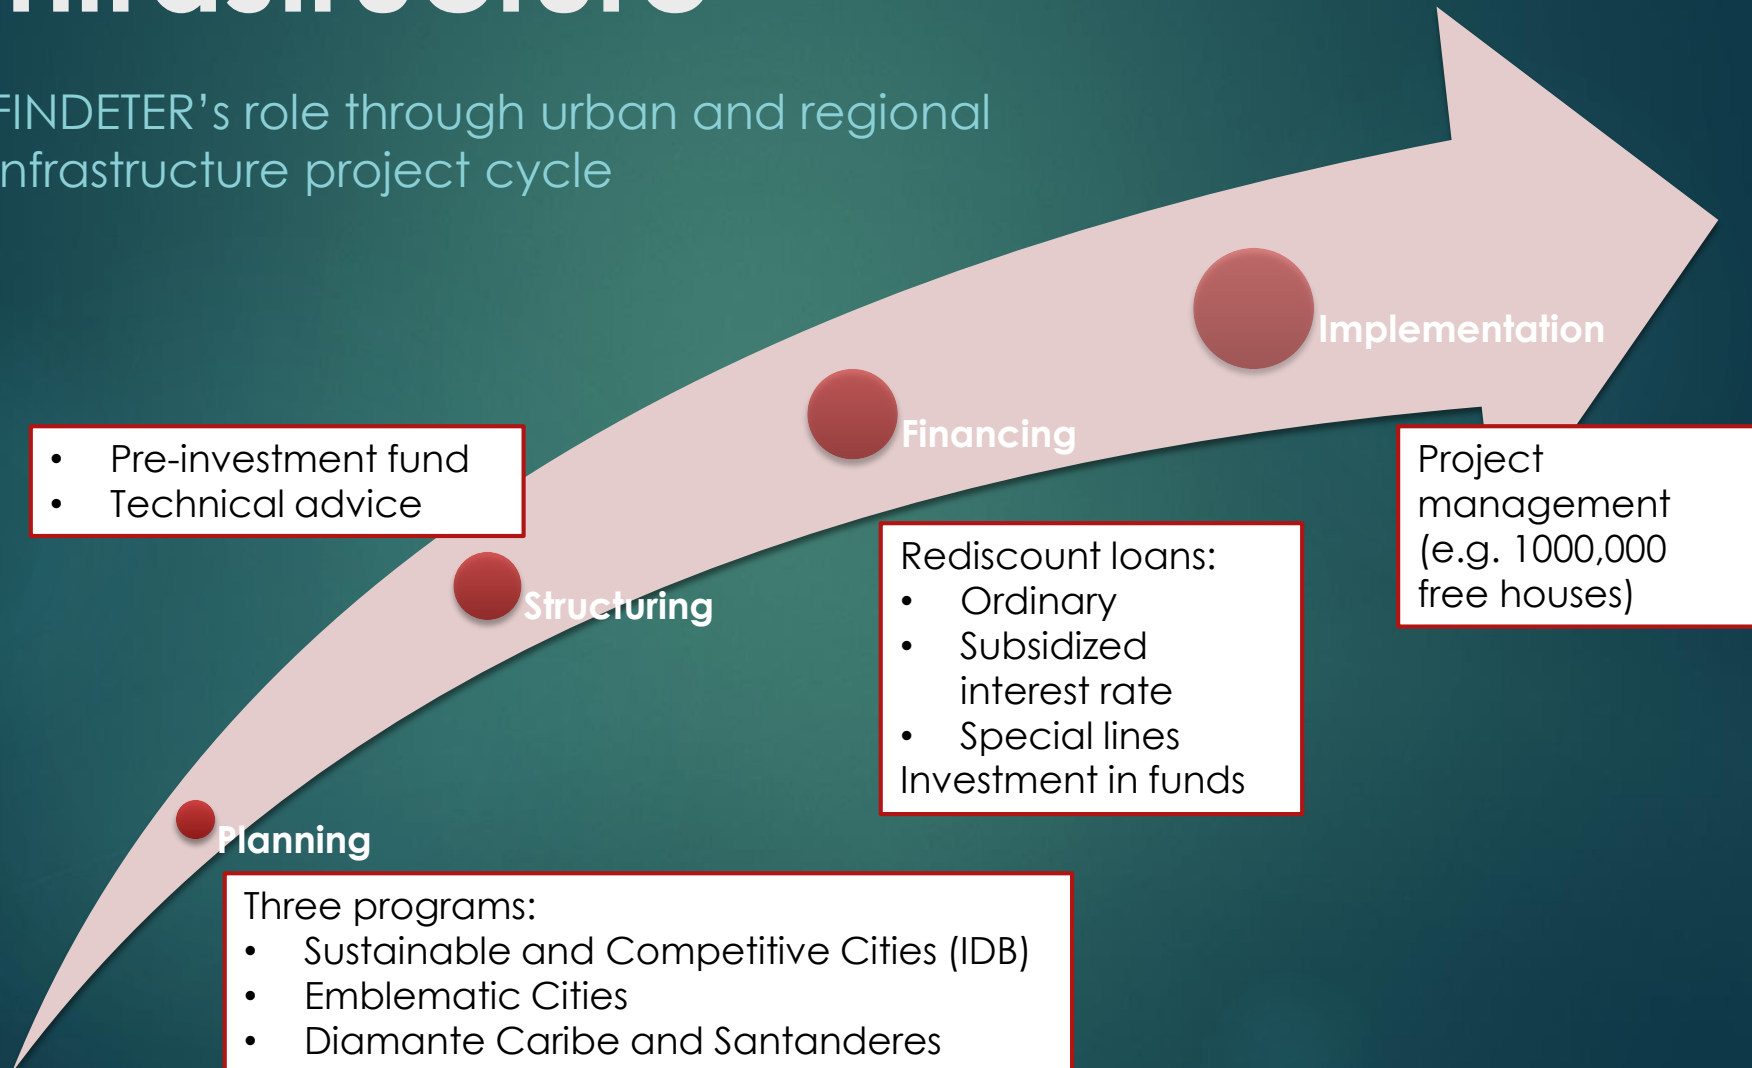 FINDETER’s role through urban and regional
infrastructure project cycle
Implementation
Financing
• Pre-investment fund
• Technical advice
Project
management
(e.g. 1000,000
free houses)
Rediscount loans:
• Ordinary
• Subsidized
interest rate
• Special lines
Investment in funds
Structuring
Planning
Three programs:
• Sustainable and Competitive Cities (IDB)
• Emblematic Cities
• Diamante Caribe and Santanderes